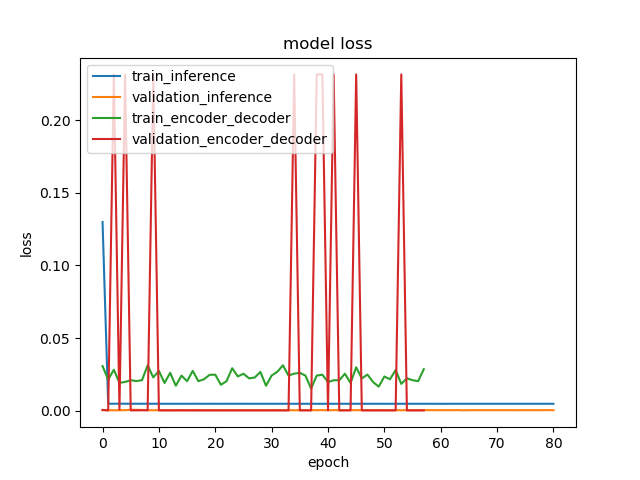 model loss
train_inference
validation_inference
train_encoder_decoder
validation_encoder_decoder
0.20
0.15
0.10
0.05
0.00
loss
0 10 20 30 40 50 60 70 80
epoch